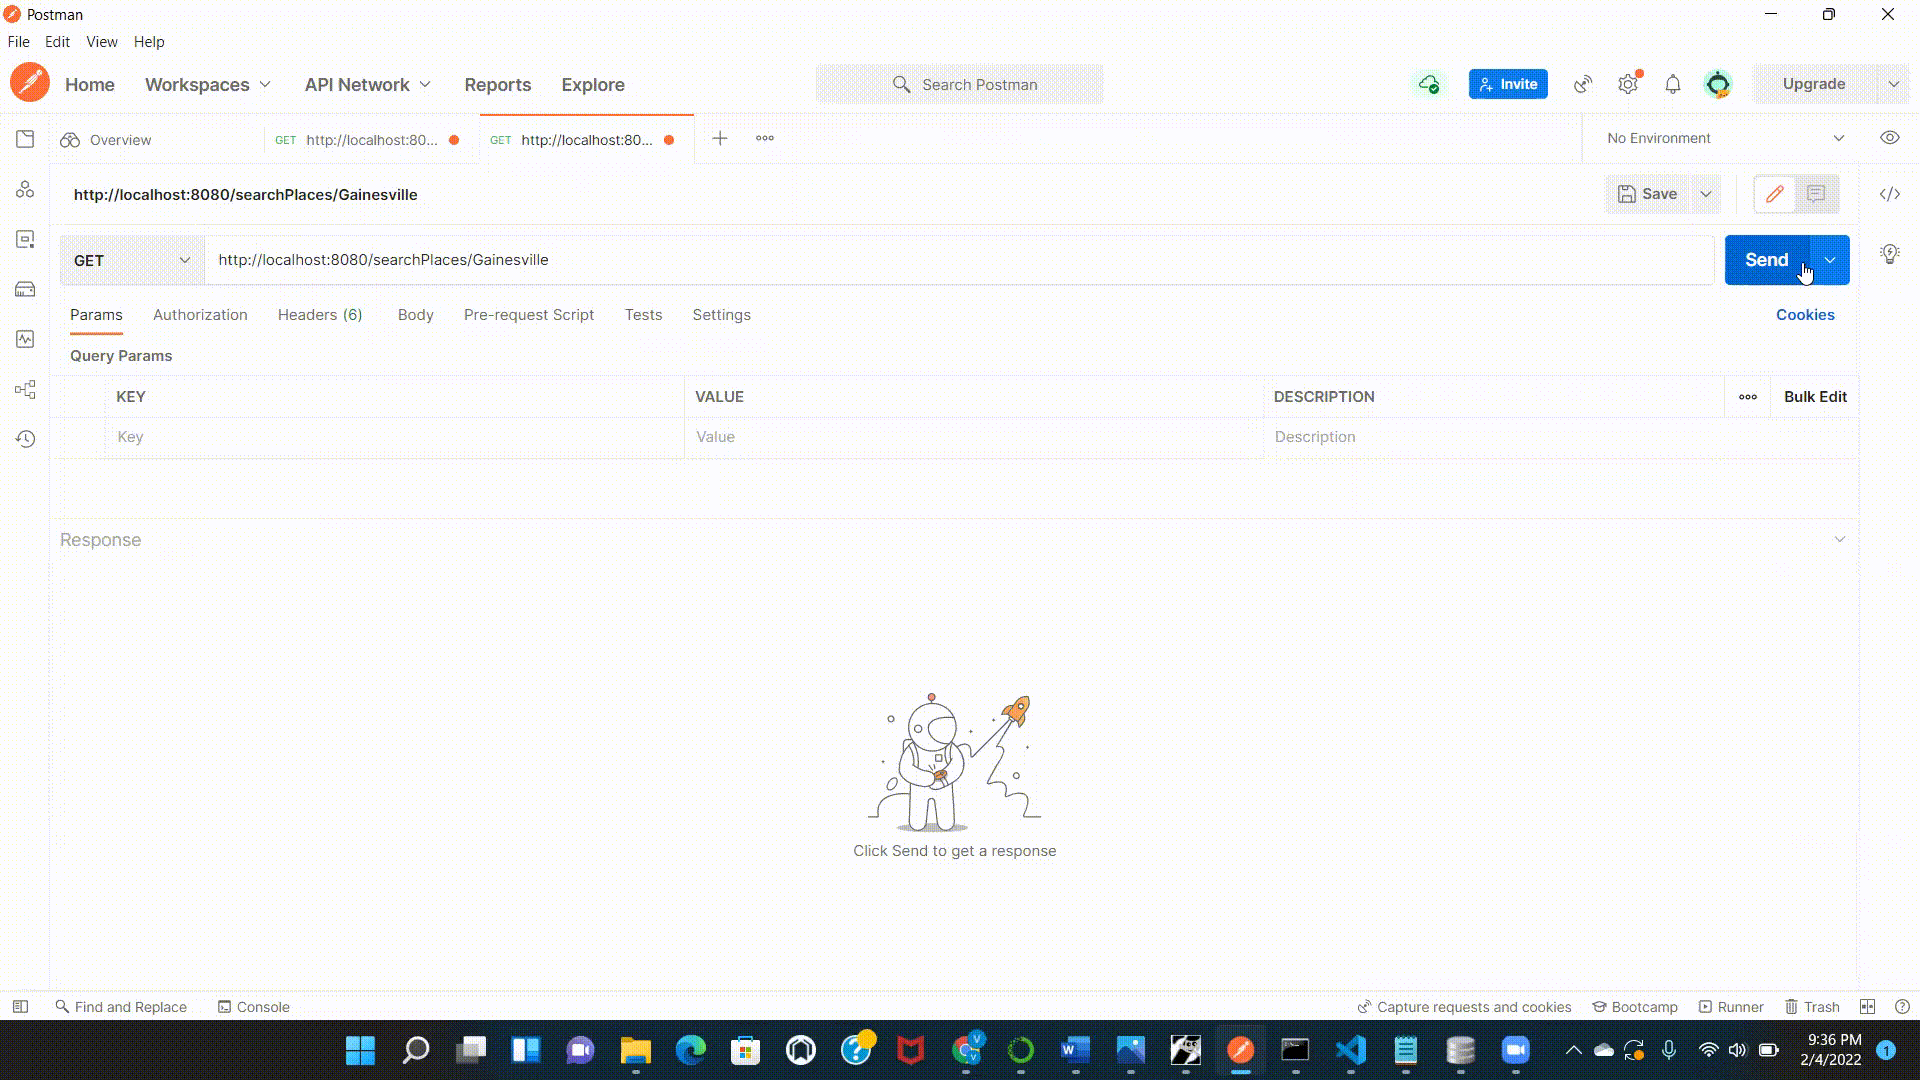 Postman
File Edit View Help
Home Workspaces API Network Reports Explore Search Postman Invite Upgrade
Overview GET http://localhost:80... GET http://localhost:80... No Environment
http://localhost:8080/searchPlaces/Gainesville Save
GET http://localhost:8080/searchPlaces/Gainesville Send
Params Authorization Headers (6) Body Pre-request Script Tests Settings Cookies
Query Params
KEY VALUE DESCRIPTION Bulk Edit
Key Value Description
Response
Click Send to get a response
Find and Replace Console Capture requests and cookies Bootcamp Runner Trash
9:36 PM
2/4/2022 1